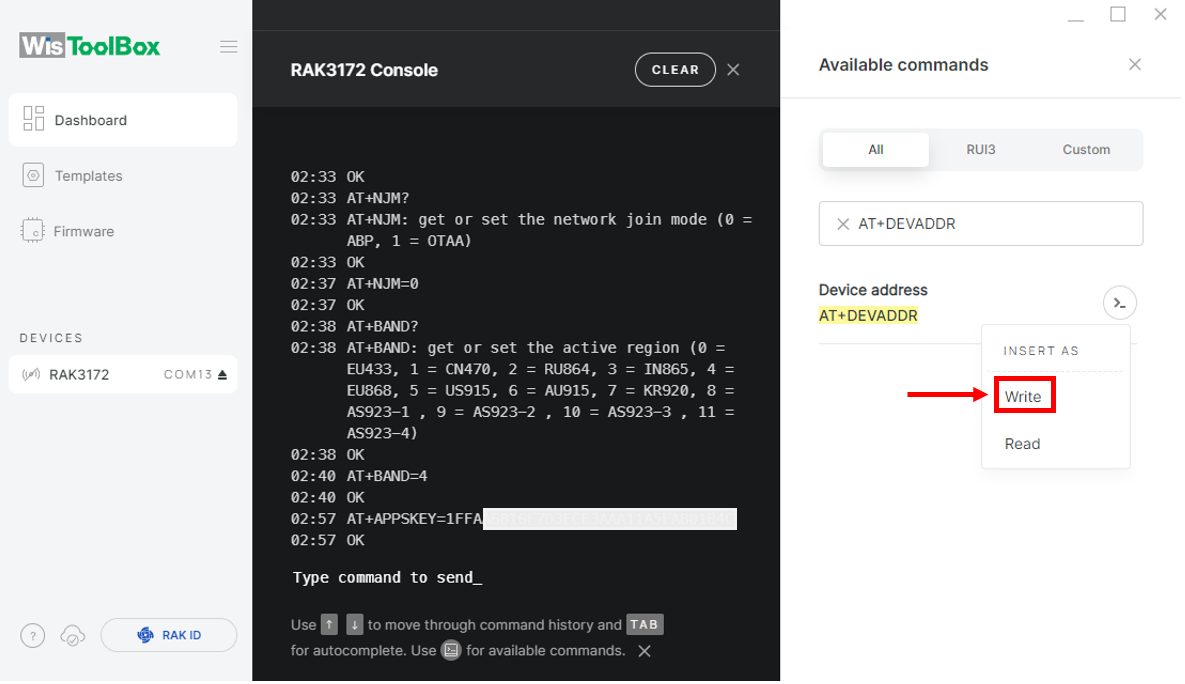 WisToolBox
Dashboard
Templates
Firmware
DEVICES
RAK3172 COM13
? RAK ID
RAK3172 Console CLEAR
02:33 OK
02:33 AT+NJM?
02:33 AT+NJM: get or set the network join mode (0 =
ABP, 1 = OTAA)
02:33 OK
02:37 AT+NJM=0
02:37 OK
02:38 AT+BAND?
02:38 AT+BAND: get or set the active region (0 =
EU433, 1 = CN470, 2 = RU864, 3 = IN865, 4 =
EU868, 5 = US915, 6 = AU915, 7 = KR920, 8 =
AS923-1 , 9 = AS923-2 , 10 = AS923-3 , 11 =
AS923-4)
02:38 OK
02:40 AT+BAND=4
02:40 OK
02:57 AT+APPSKEY=1FFA
02:57 OK
Type command to send_
Use ↑ ↓ to move through command history and TAB
for autocomplete. Use for available commands.
Available commands
All RUI3 Custom
AT+DEVADDR
Device address
AT+DEVADDR
>_
INSERT AS
Write
Read